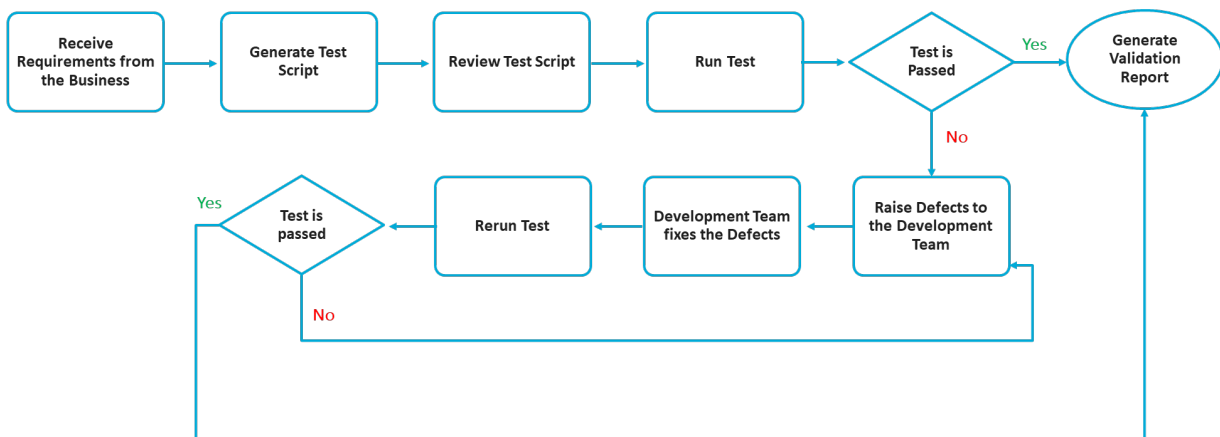 Receive
Requirements from
the Business
Generate Test
Script
Review Test Script
Run Test
Test is
Passed
Yes
Generate
Validation
Report
No
Raise Defects to
the Development
Team
Development Team
fixes the Defects
Rerun Test
Test is
passed
Yes
No